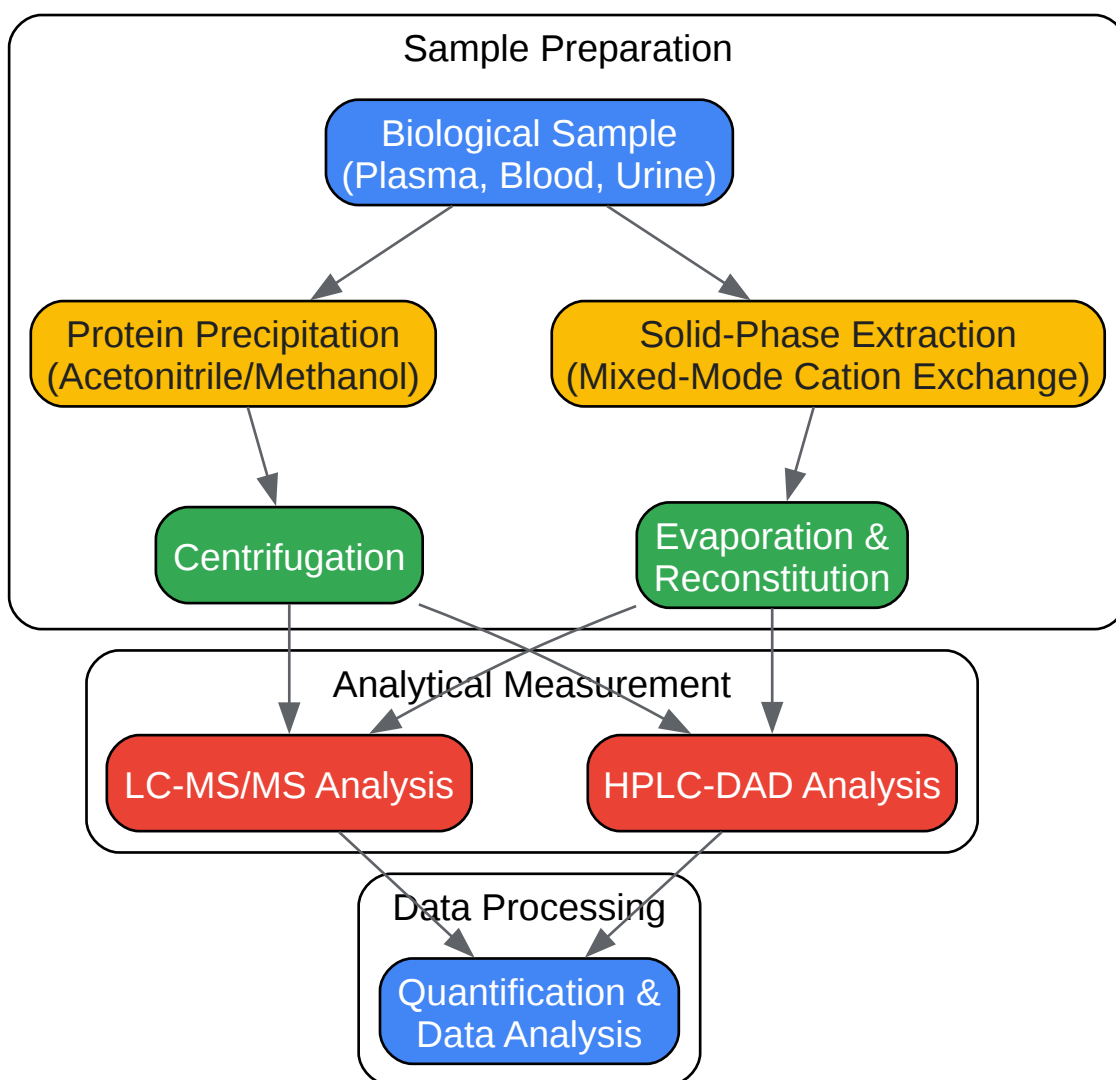 Sample Preparation
Biological Sample
(Plasma, Blood, Urine)
Protein Precipitation
(Acetonitrile/Methanol)
Solid-Phase Extraction
(Mixed-Mode Cation Exchange)
Centrifugation
Evaporation &
Reconstitution
Analytical Measurement
LC-MS/MS Analysis
HPLC-DAD Analysis
Data Processing
Quantification &
Data Analysis